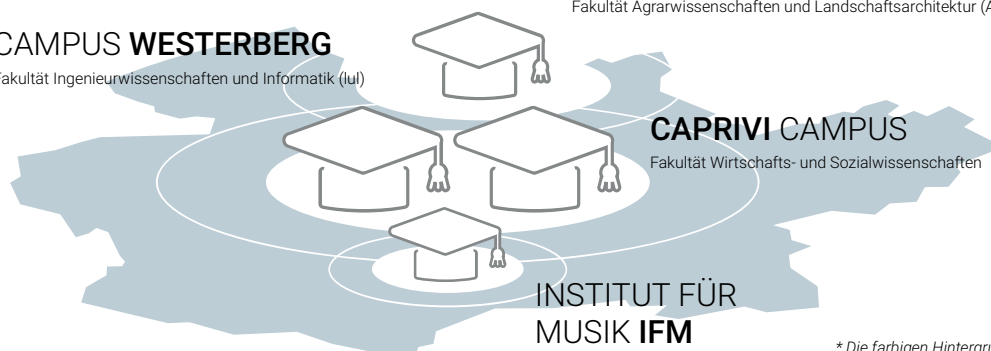 Fakultät Agrarwissenschaften und Landschaftsarchitektur
CAMPUS WESTERBERG
Fakultät Ingenieurwissenschaften und Informatik (IuI)
CAPRIVI CAMPUS
Fakultät Wirtschafts- und Sozialwissenschaften
INSTITUT FÜR
MUSIK IFM
* Die farbigen